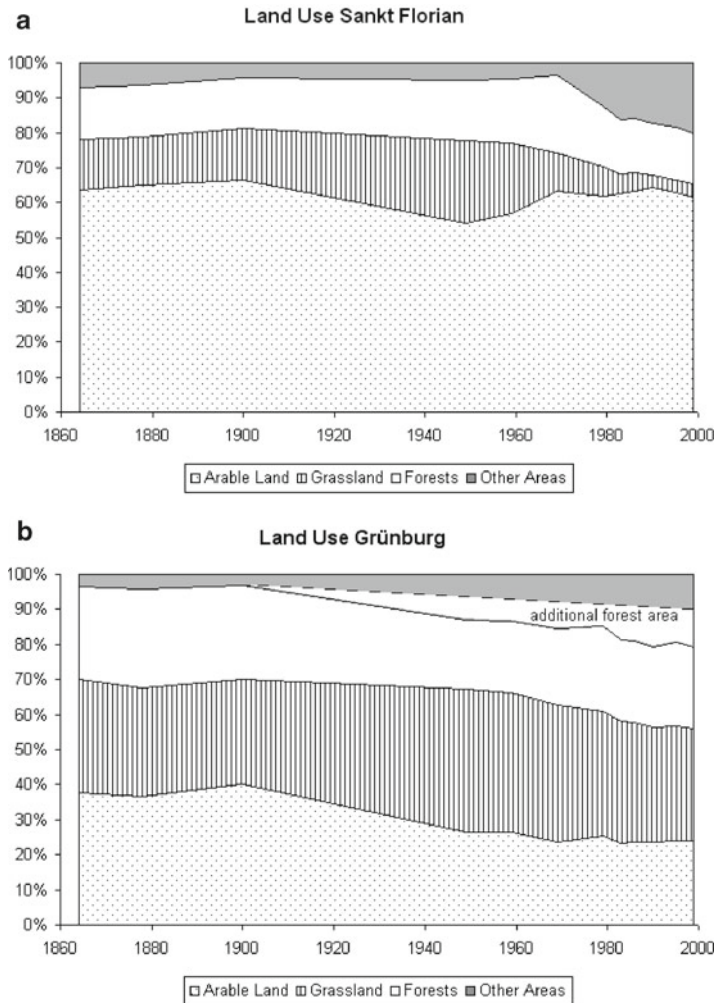 a
Land Use Sankt Florian
100%
90%
80%
70%
60%
50%
40%
30%
20%
10%
0%
1860 1880 1900 1920 1940 1960 1980 2000
Arable Land Grassland Forests Other Areas
b
Land Use Grünburg
100%
90%
additional forest area
80%
70%
60%
50%
40%
30%
20%
10%
0%
1860 1880 1900 1920 1940 1960 1980 2000
Arable Land Grassland Forests Other Areas